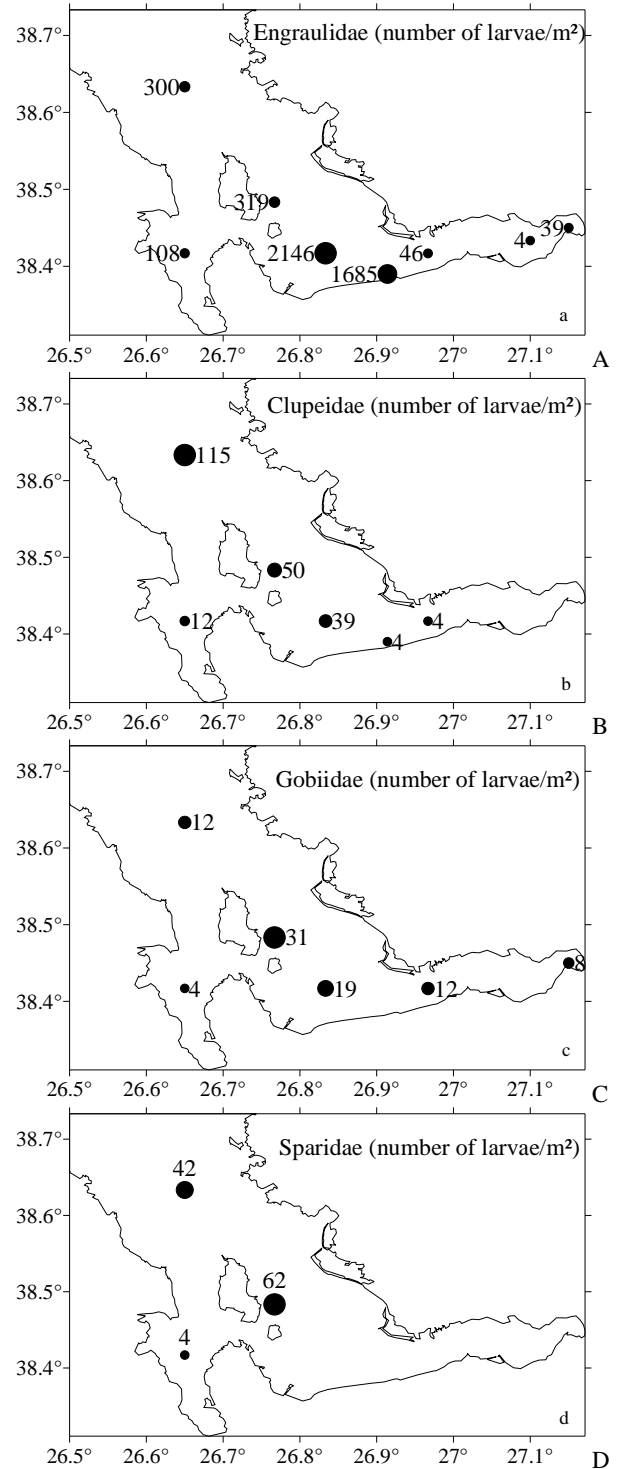 38.7°
Engraulidae (number of larvae/m²)
300
38.6°
38.5°
319
39
108
2146
46
4
38.4°
1685
a
26.5° 26.6° 26.7° 26.8° 26.9° 27° 27.1°
A
38.7°
Clupeidae (number of larvae/m²)
115
38.6°
50
38.5°
12
39
4
38.4°
4
b
26.5° 26.6° 26.7° 26.8° 26.9° 27° 27.1°
B
38.7°
Gobiidae (number of larvae/m²)
12
38.6°
31
38.5°
8
4
19
12
38.4°
c
26.5° 26.6° 26.7° 26.8° 26.9° 27° 27.1°
C
38.7°
Sparidae (number of larvae/m²)
42
38.6°
62
38.5°
4
38.4°
d
26.5° 26.6° 26.7° 26.8° 26.9° 27° 27.1°
D